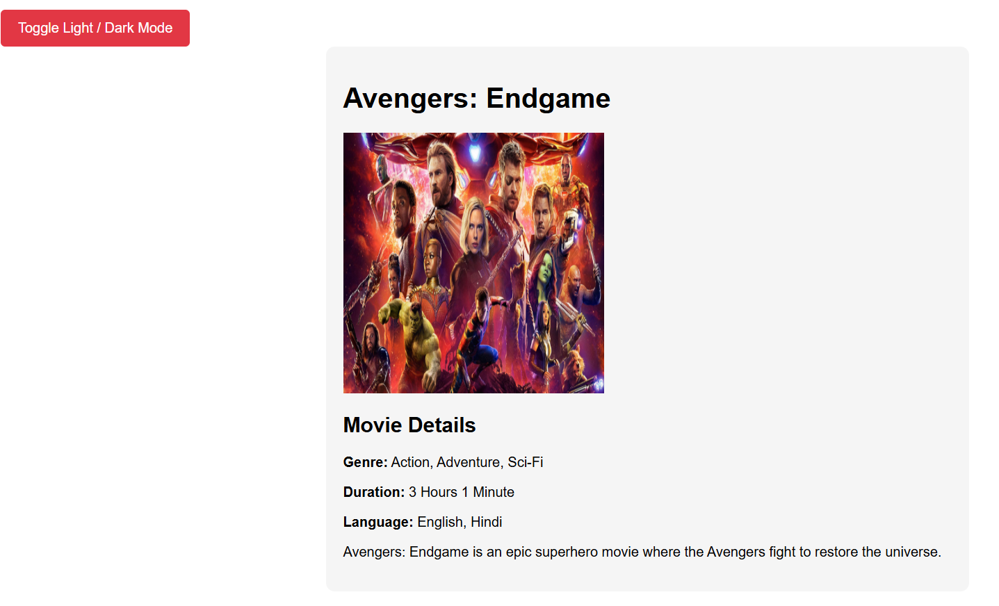 Toggle Light / Dark Mode
Avengers: Endgame
Movie Details
Genre: Action, Adventure, Sci-Fi
Duration: 3 Hours 1 Minute
Language: English, Hindi
Avengers: Endgame is an epic superhero movie where the Avengers fight to restore the universe.